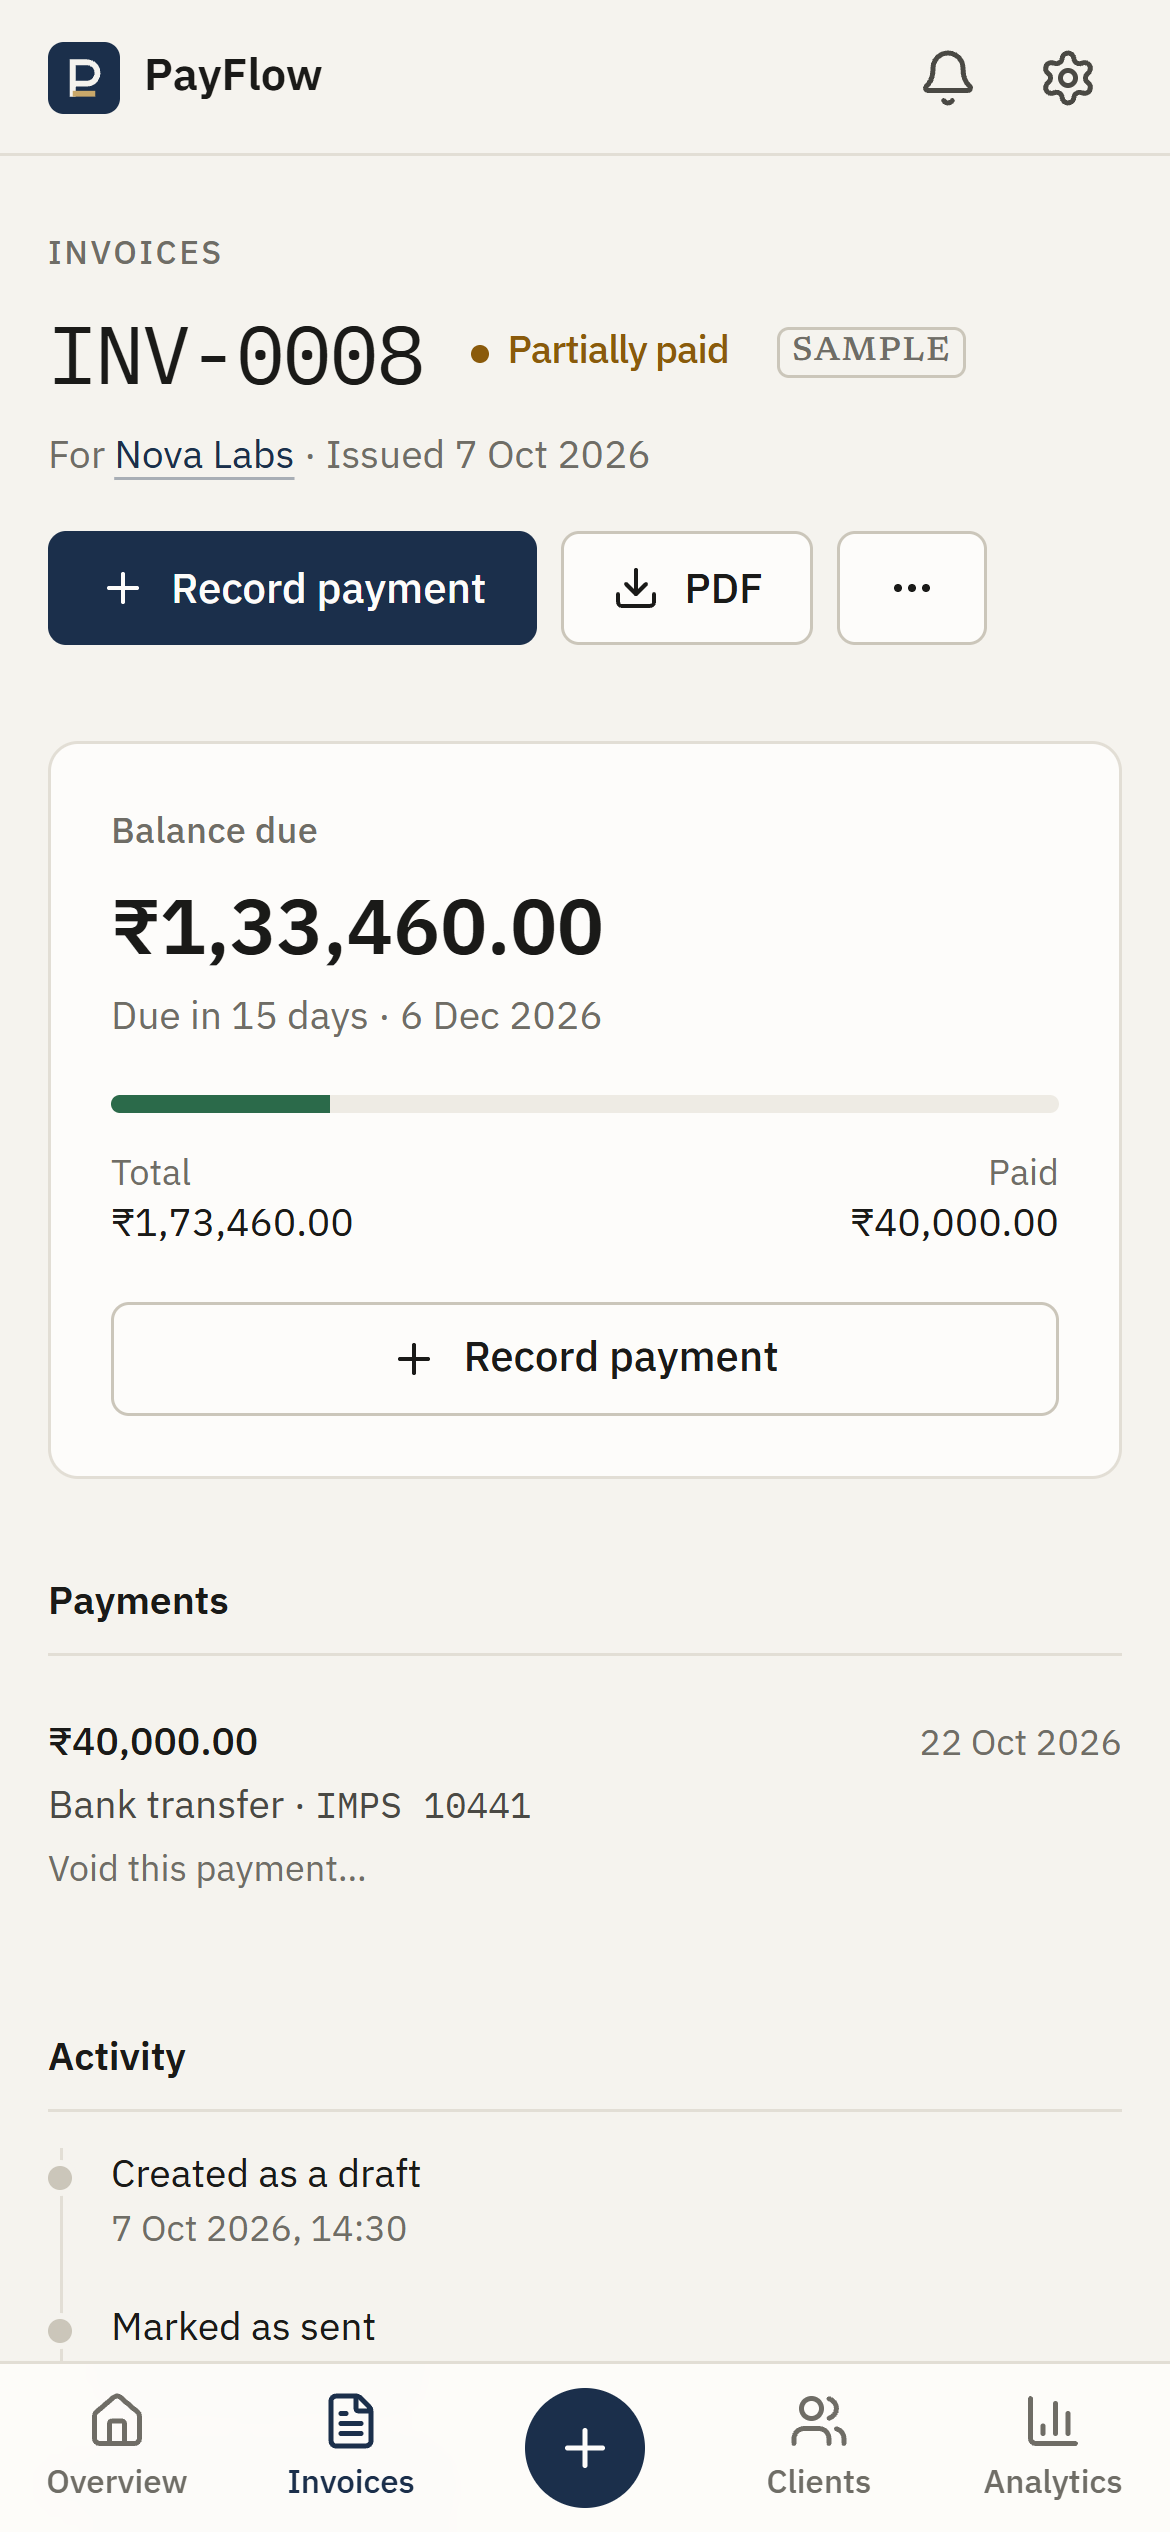 PayFlow
INVOICES
INV-0008 Partially paid SAMPLE
For Nova Labs · Issued 7 Oct 2026
Record payment PDF
Balance due
₹1,33,460.00
Due in 15 days · 6 Dec 2026
Total Paid
₹1,73,460.00 ₹40,000.00
Record payment
Payments
₹40,000.00 22 Oct 2026
Bank transfer · IMPS 10441
Void this payment...
Activity
Created as a draft
7 Oct 2026, 14:30
Marked as sent
Overview Invoices Clients Analytics